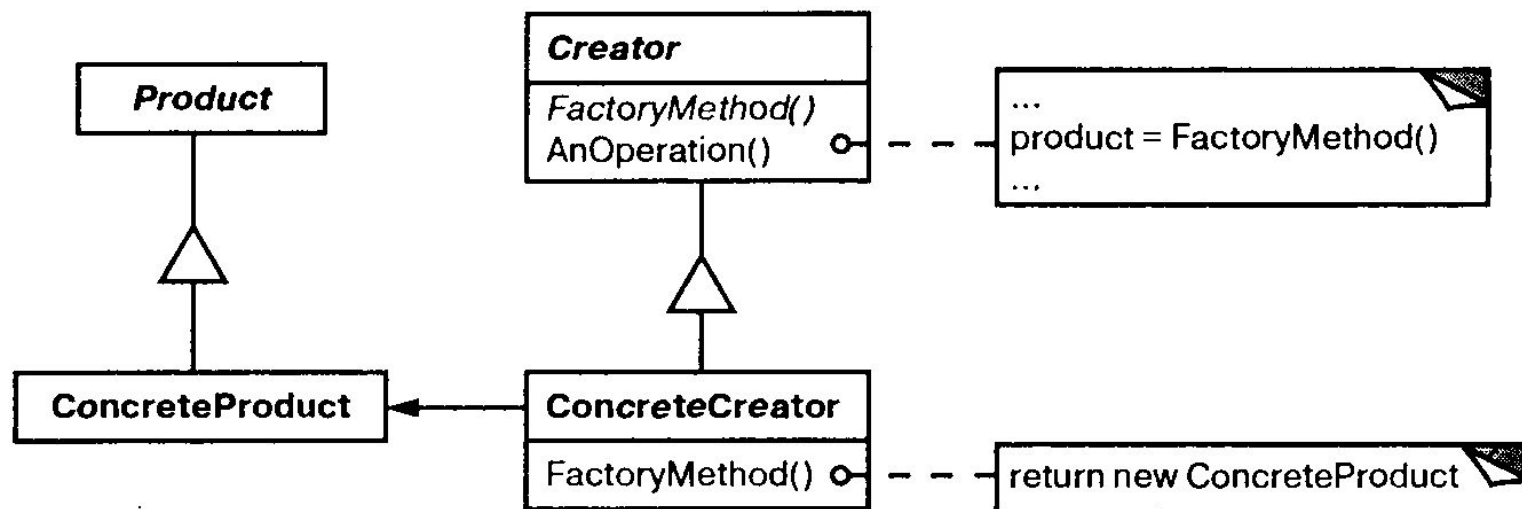 Product
Creator
FactoryMethod()
AnOperation()
...
product = FactoryMethod()
...
ConcreteProduct
ConcreteCreator
FactoryMethod()
return new ConcreteProduct